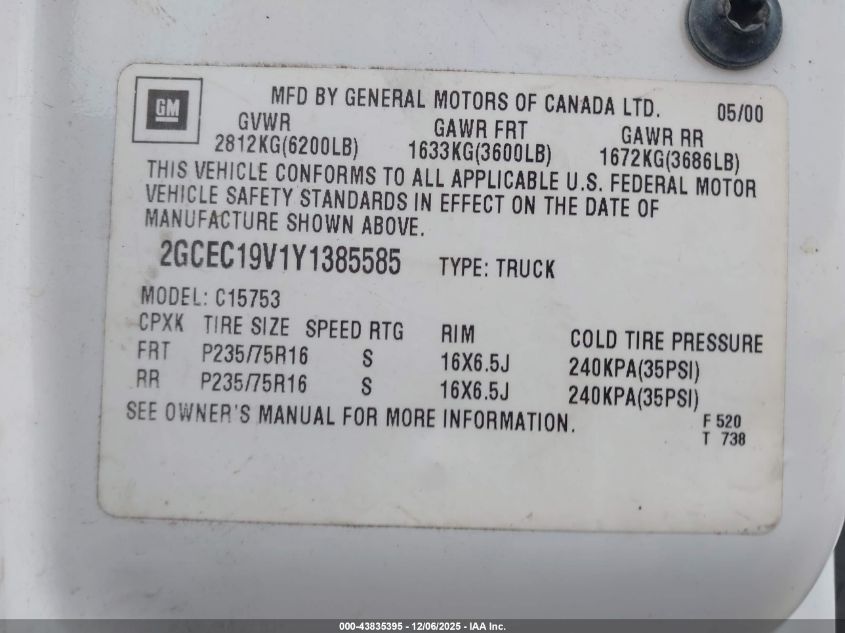 GM
MFD BY GENERAL MOTORS OF CANADA LTD. 05/00
GVWR GAWR FRT GAWR RR
2812KG(6200LB) 1633KG(3600LB) 1672KG(3686LB)
THIS VEHICLE CONFORMS TO ALL APPLICABLE U.S. FEDERAL MOTOR
VEHICLE SAFETY STANDARDS IN EFFECT ON THE DATE OF
MANUFACTURE SHOWN ABOVE.
2GCEC19V1Y1385585 TYPE: TRUCK
MODEL: C15753
CPXK TIRE SIZE SPEED RTG RIM COLD TIRE PRESSURE
FRT P235/75R16 S 16X6.5J 240KPA(35PSI)
RR P235/75R16 S 16X6.5J 240KPA(35PSI)
SEE OWNER'S MANUAL FOR MORE INFORMATION.
F 520
T 738
000-43835395 - 12/06/2025 - IAA Inc.